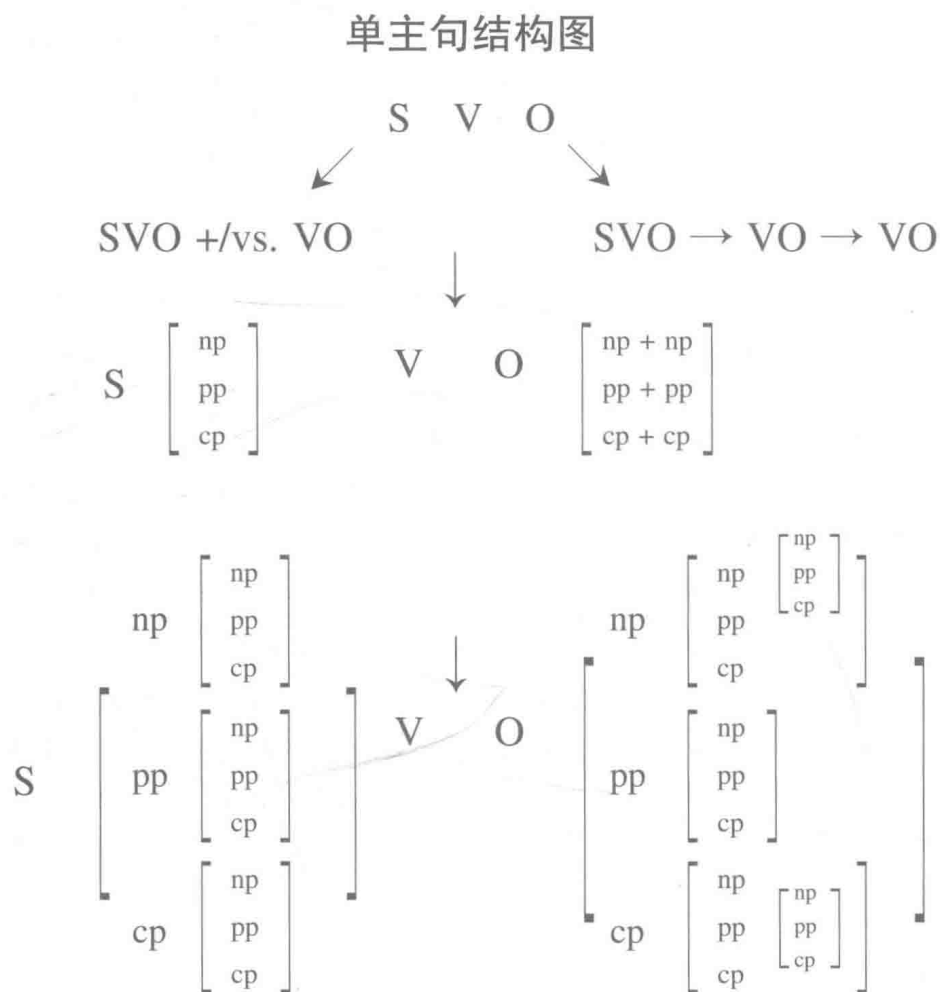 单主句结构图
S V O
SVO +/vs. VO SVO → VO → VO
S np pp cp V O np + np pp + pp cp + cp
np np pp cp
pp np pp cp
cp np pp cp
S V O
np np pp cp np pp cp
pp np pp cp
cp np pp cp np pp cp